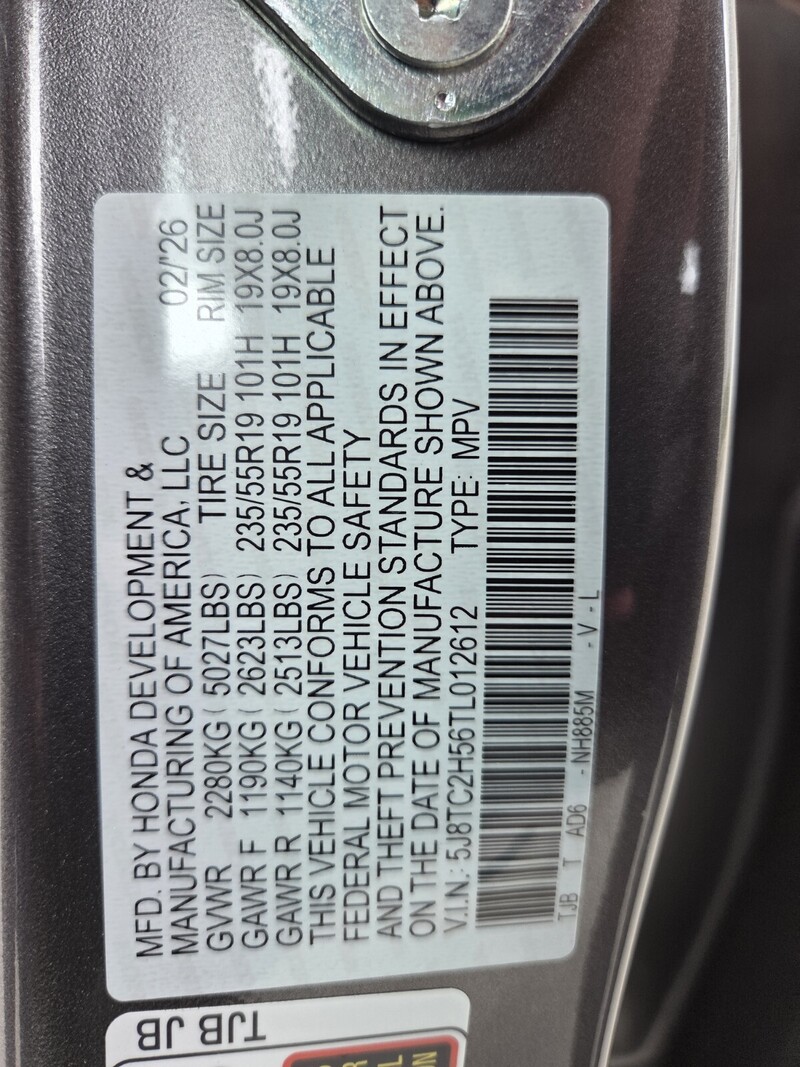 MFD. BY HONDA DEVELOPMENT &
MANUFACTURING OF AMERICA, LLC 02/'26
GVWR 2280KG ( 5027LBS) TIRE SIZE RIM SIZE
GAWR F 1190KG ( 2623LBS) 235/55R19 101H 19X8.0J
GAWR R 1140KG ( 2513LBS) 235/55R19 101H 19X8.0J
THIS VEHICLE CONFORMS TO ALL APPLICABLE
FEDERAL MOTOR VEHICLE SAFETY
AND THEFT PREVENTION STANDARDS IN EFFECT
ON THE DATE OF MANUFACTURE SHOWN ABOVE.
V.I.N.: 5J8TC2H56TL012612 TYPE: MPV
TJB T AD6 - NH885M - V - L
TJB JB